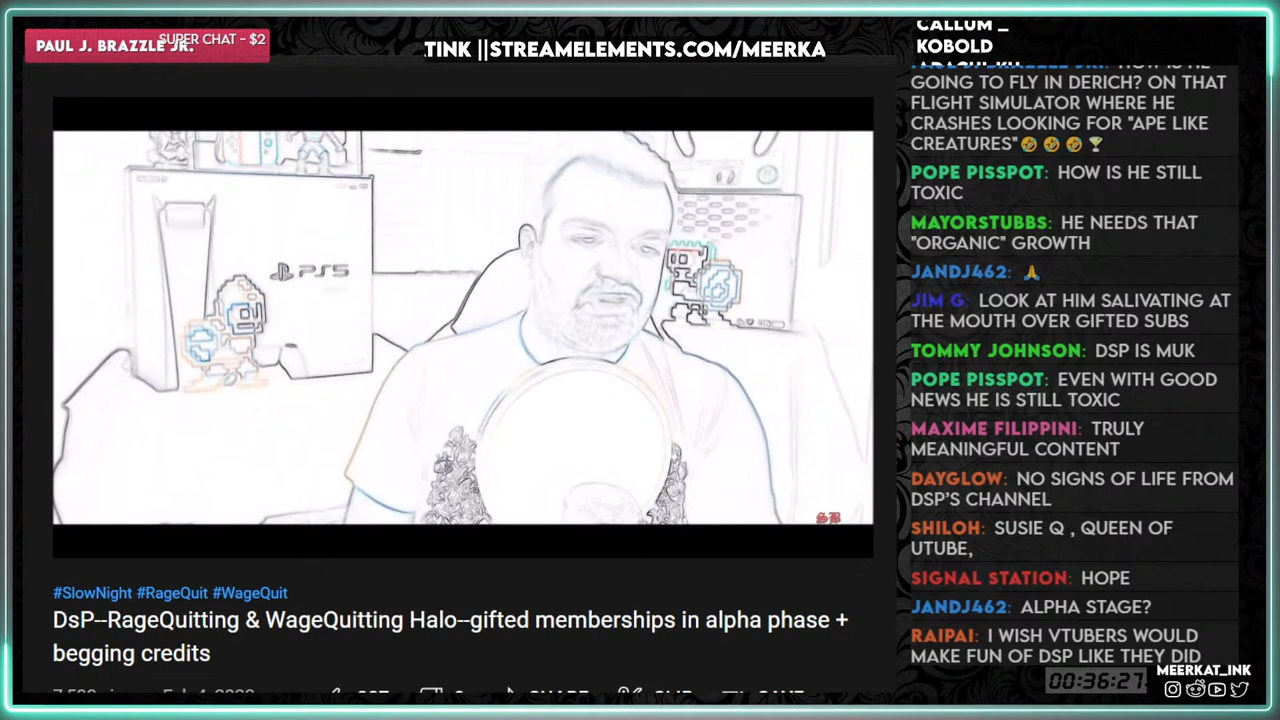 PAUL J. BRAZZLE JR.
SUPER CHAT - $2
TINK ||STREAMELEMENTS.COM/MEERKA
CALLUM _
KOBOLD
PS5
SB
#SlowNight #RageQuit #WageQuit
DsP--RageQuitting & WageQuitting Halo--gifted memberships in alpha phase +
begging credits
HOW IS HE
GOING TO FLY IN DERICH? ON THAT
FLIGHT SIMULATOR WHERE HE
CRASHES LOOKING FOR "APE LIKE
CREATURES"🤣 🤣 🤣 🏆
POPE PISSPOT: HOW IS HE STILL
TOXIC
MAYORSTUBBS: HE NEEDS THAT
"ORGANIC" GROWTH
JANDJ462: 🙏
JIM G: LOOK AT HIM SALIVATING AT
THE MOUTH OVER GIFTED SUBS
TOMMY JOHNSON: DSP IS MUK
POPE PISSPOT: EVEN WITH GOOD
NEWS HE IS STILL TOXIC
MAXIME FILIPPINI: TRULY
MEANINGFUL CONTENT
DAYGLOW: NO SIGNS OF LIFE FROM
DSP'S CHANNEL
SHILOH: SUSIE Q , QUEEN OF
UTUBE,
SIGNAL STATION: HOPE
JANDJ462: ALPHA STAGE?
RAIPAI: I WISH VTUBERS WOULD
MAKE FUN OF DSP LIKE THEY DID
00:36:27
MEERKAT_INK